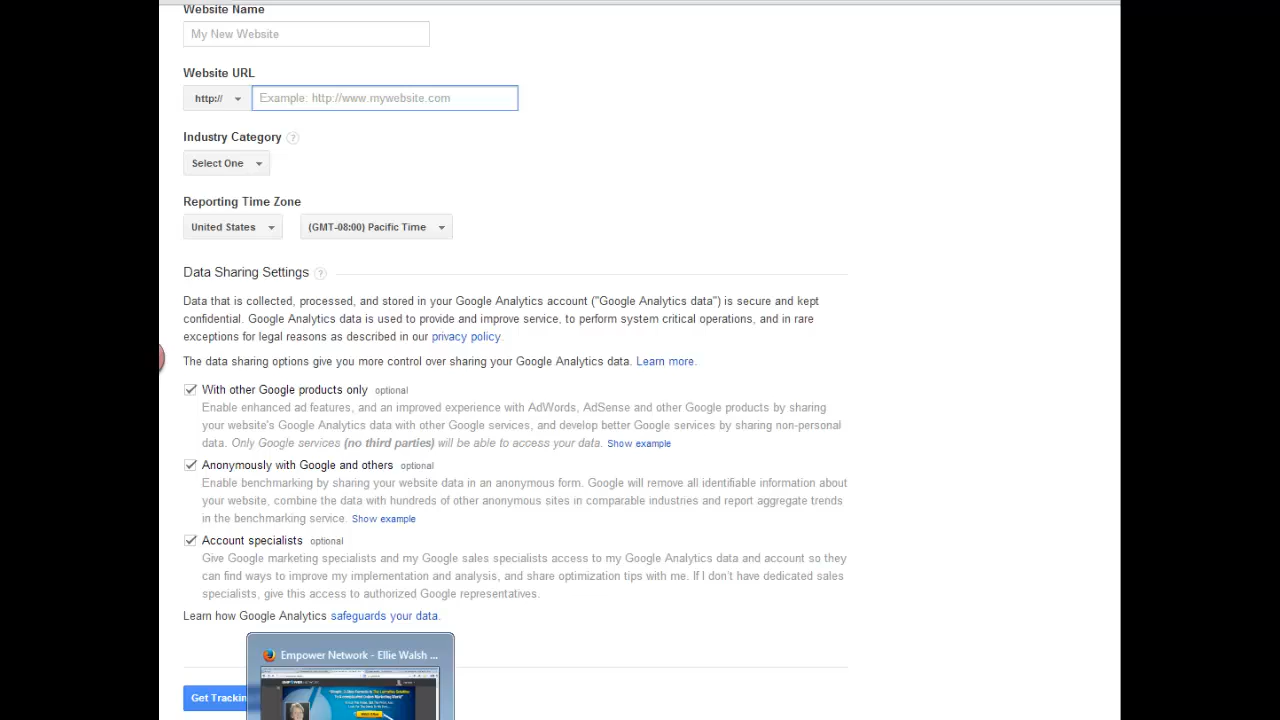 Website Name
My New Website
Website URL
http:// Example: http://www.mywebsite.com
Industry Category ?
Select One
Reporting Time Zone
United States (GMT-08:00) Pacific Time
Data Sharing Settings ?
Data that is collected, processed, and stored in your Google Analytics account ("Google Analytics data") is secure and kept
confidential. Google Analytics data is used to provide and improve service, to perform system critical operations, and in rare
exceptions for legal reasons as described in our privacy policy.
The data sharing options give you more control over sharing your Google Analytics data. Learn more.
With other Google products only optional
Enable enhanced ad features, and an improved experience with AdWords, AdSense and other Google products by sharing
your website's Google Analytics data with other Google services, and develop better Google services by sharing non-personal
data. Only Google services (no third parties) will be able to access your data. Show example
Anonymously with Google and others optional
Enable benchmarking by sharing your website data in an anonymous form. Google will remove all identifiable information about
your website, combine the data with hundreds of other anonymous sites in comparable industries and report aggregate trends
in the benchmarking service. Show example
Account specialists optional
Give Google marketing specialists and my Google sales specialists access to my Google Analytics data and account so they
can find ways to improve my implementation and analysis, and share optimization tips with me. If I don't have dedicated sales
specialists, give this access to authorized Google representatives.
Learn how Google Analytics safeguards your data.
Empower Network - Ellie Walsh ...
Get Trackin